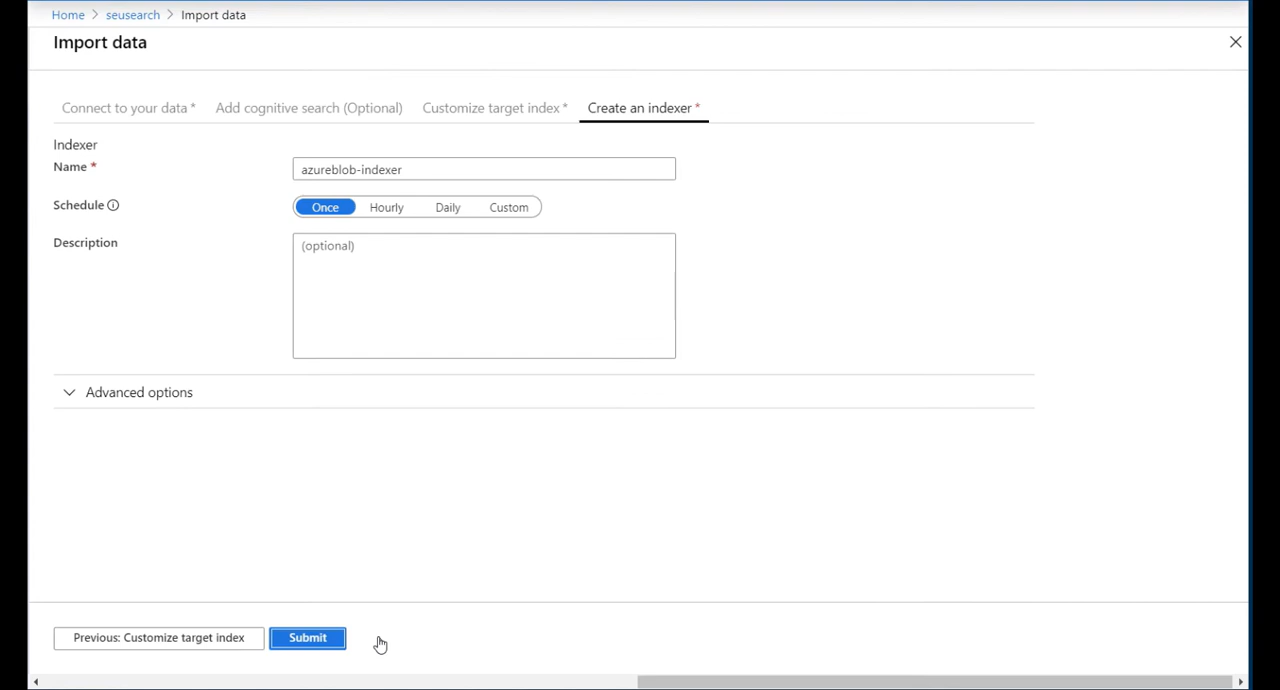 Home > seusearch > Import data
Import data
Connect to your data * Add cognitive search (Optional) Customize target index * Create an indexer *
Indexer
Name * azureblob-indexer
Schedule Once Hourly Daily Custom
Description (optional)
Advanced options
Previous: Customize target index Submit